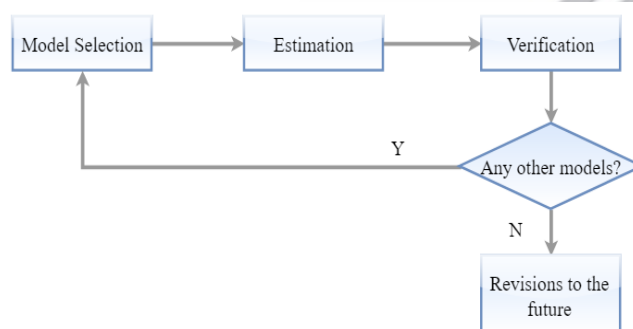 Model Selection
Estimation
Verification
Y
Any other models?
N
Revisions to the
future